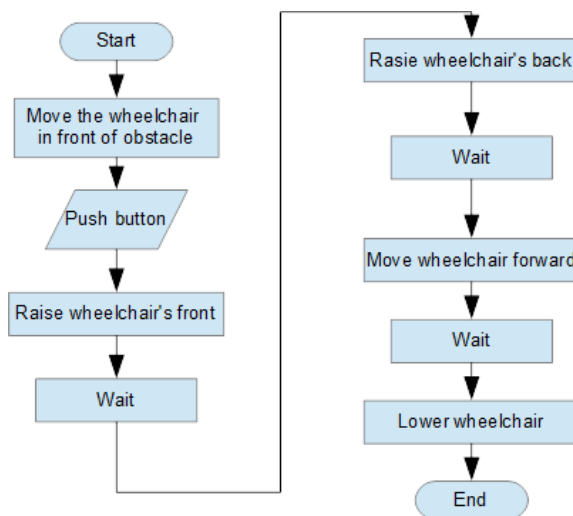 Start
Move the wheelchair
in front of obstacle
Push button
Raise wheelchair's front
Wait
Rasie wheelchair's back
Wait
Move wheelchair forward
Wait
Lower wheelchair
End